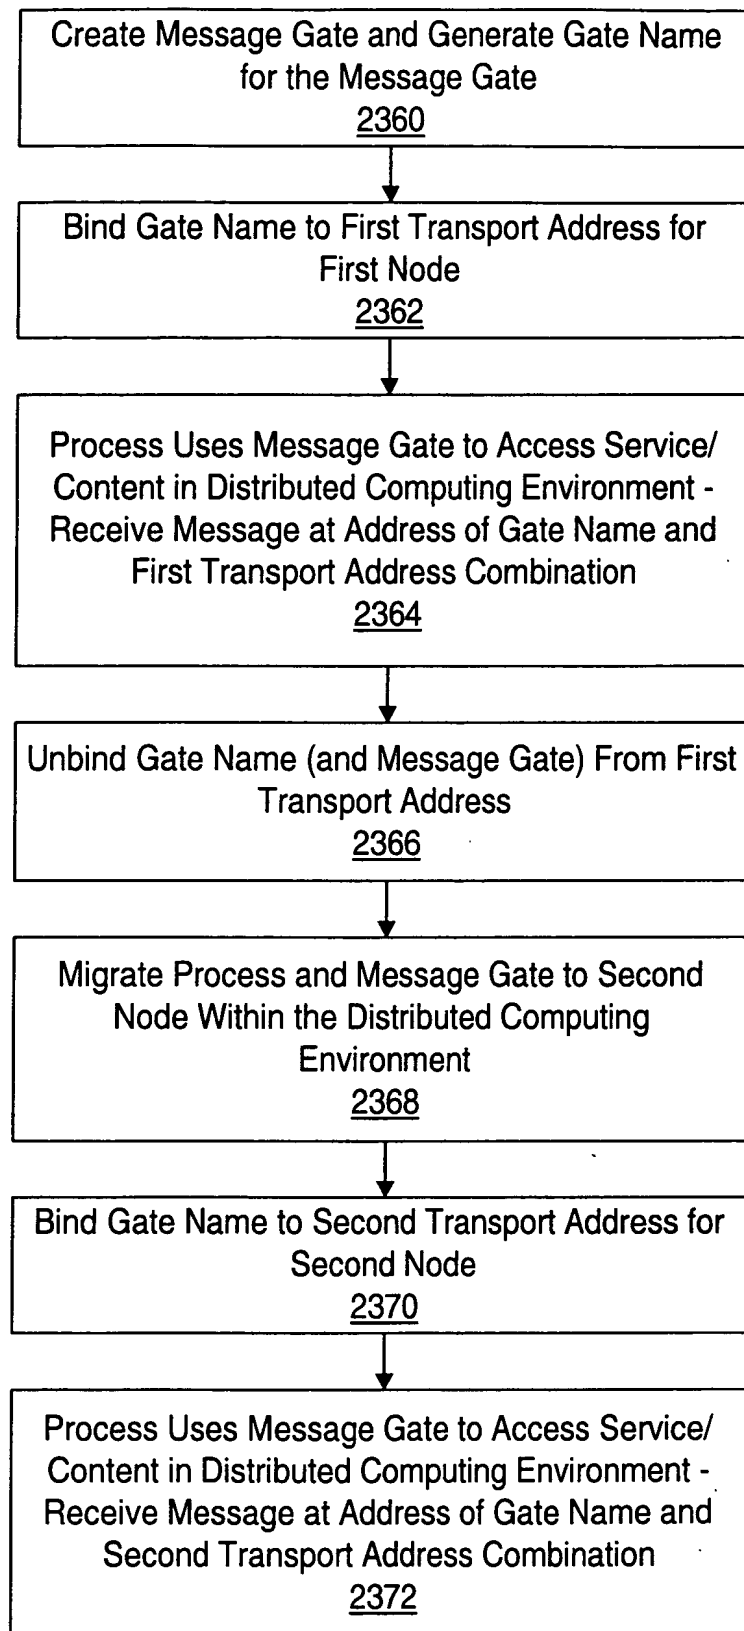 Create Message Gate and Generate Gate Name
for the Message Gate
2360
Bind Gate Name to First Transport Address for
First Node
2362
Process Uses Message Gate to Access Service/
Content in Distributed Computing Environment -
Receive Message at Address of Gate Name and
First Transport Address Combination
2364
Unbind Gate Name (and Message Gate) From First
Transport Address
2366
Migrate Process and Message Gate to Second
Node Within the Distributed Computing
Environment
2368
Bind Gate Name to Second Transport Address for
Second Node
2370
Process Uses Message Gate to Access Service/
Content in Distributed Computing Environment -
Receive Message at Address of Gate Name and
Second Transport Address Combination
2372